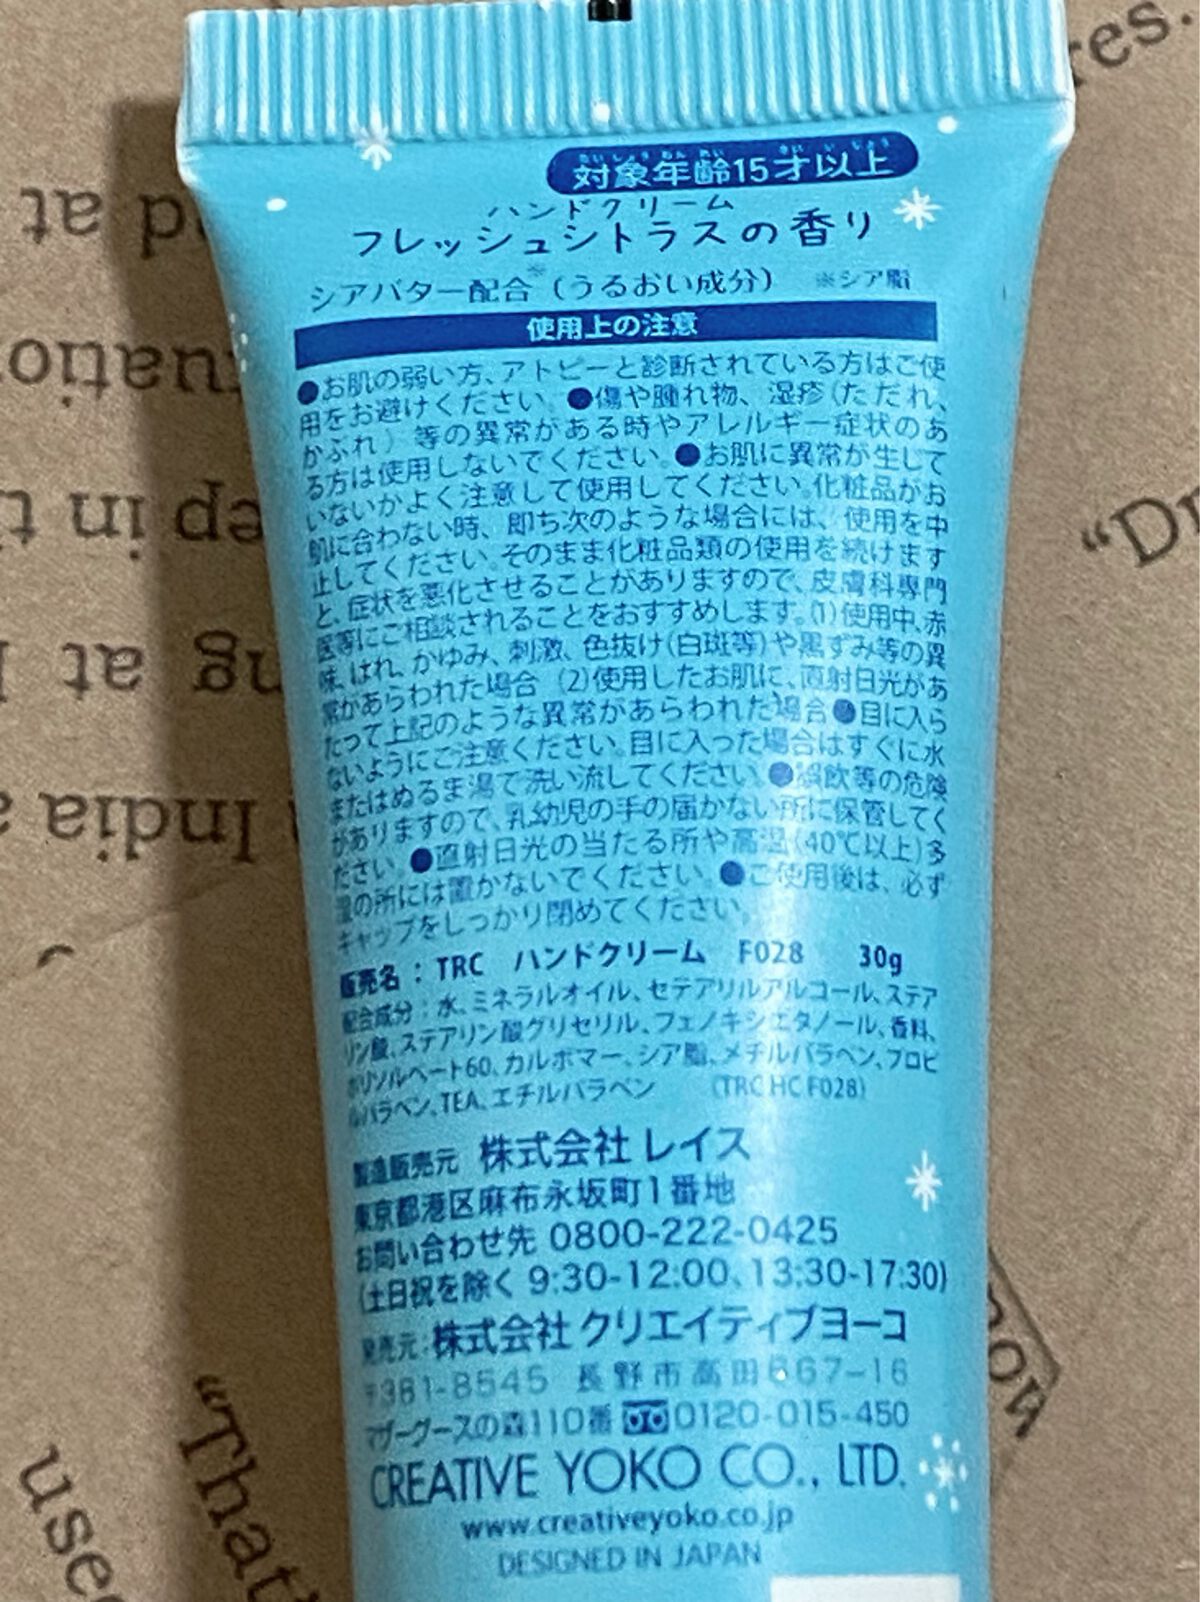 対象年齢15才以上
ハンドクリーム
フレッシュシトラスの香り
シアバター配合※（うるおい成分） ※シア脂
使用上の注意
●お肌の弱い方、アトピーと診断されている方はご使
用をお避けください。●傷や腫れ物、湿疹（ただれ、
かぶれ）等の異常がある時やアレルギー症状のあ
る方は使用しないでください。●お肌に異常が生じて
いないかよく注意して使用してください。化粧品がお
肌に合わない時、即ち次のような場合には、使用を中
止してください。そのまま化粧品類の使用を続けます
と、症状を悪化させることがありますので、皮膚科専門
医等にご相談されることをおすすめします。(1)使用中、赤
味、はれ、かゆみ、刺激、色抜け（白斑等）や黒ずみ等の異
常があらわれた場合 (2)使用したお肌に、直射日光があ
たって上記のような異常があらわれた場合●目に入ら
ないようにご注意ください。目に入った場合はすぐに水
またはぬるま湯で洗い流してください。●誤飲等の危険
がありますので、乳幼児の手の届かない所に保管してく
ださい。●直射日光の当たる所や高温（40℃以上）多
湿の所には置かないでください。●ご使用後は、必ず
キャップをしっかり閉めてください。
販売名：TRC ハンドクリーム F028 30g
配合成分：水、ミネラルオイル、セテアリルアルコール、ステア
リン酸、ステアリン酸グリセリル、フェノキシエタノール、香料、
ポリソルベート60、カルボマー、シア脂、メチルパラベン、プロピ
ルパラベン、TEA、エチルパラベン (TRC HC F028)
製造販売元 株式会社 レイス
東京都港区麻布永坂町1番地
お問い合わせ先 0800-222-0425
(土日祝を除く 9:30-12:00、13:30-17:30)
発売元：株式会社 クリエイティブヨーコ
〒381-8545 長野市高田667-16
マザーグースの森110番 0120-015-450
CREATIVE YOKO CO., LTD.
www.creativeyoko.co.jp
DESIGNED IN JAPAN
at
ep in
at
India
"That
use